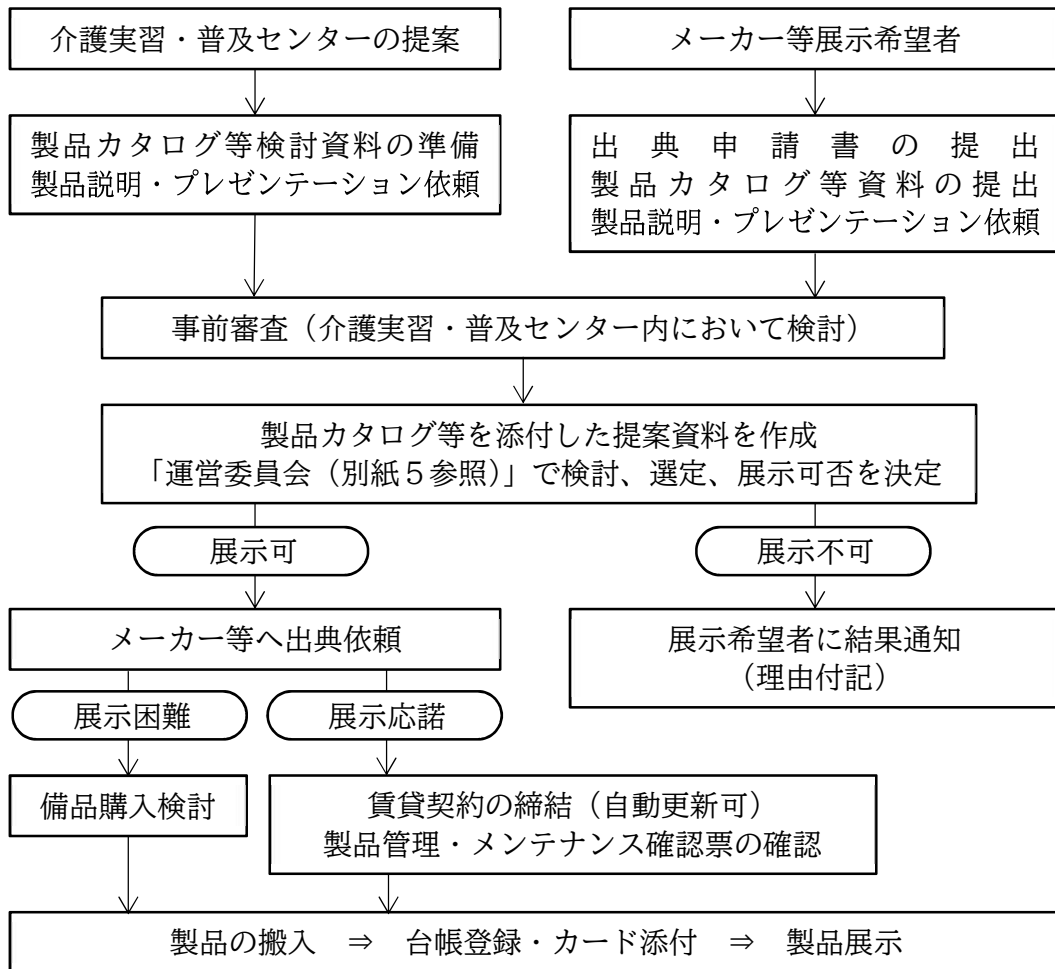 介護実習・普及センターの提案
メーカー等展示希望者
製品カタログ等検討資料の準備
製品説明・プレゼンテーション依頼
出典申請書の提出
製品カタログ等資料の提出
製品説明・プレゼンテーション依頼
事前審査（介護実習・普及センター内において検討）
製品カタログ等を添付した提案資料を作成
「運営委員会（別紙５参照）」で検討、選定、展示可否を決定
展示可
展示不可
メーカー等へ出典依頼
展示希望者に結果通知
（理由付記）
展示困難
展示応諾
備品購入検討
賃貸契約の締結（自動更新可）
製品管理・メンテナンス確認票の確認
製品の搬入　⇒　台帳登録・カード添付　⇒　製品展示